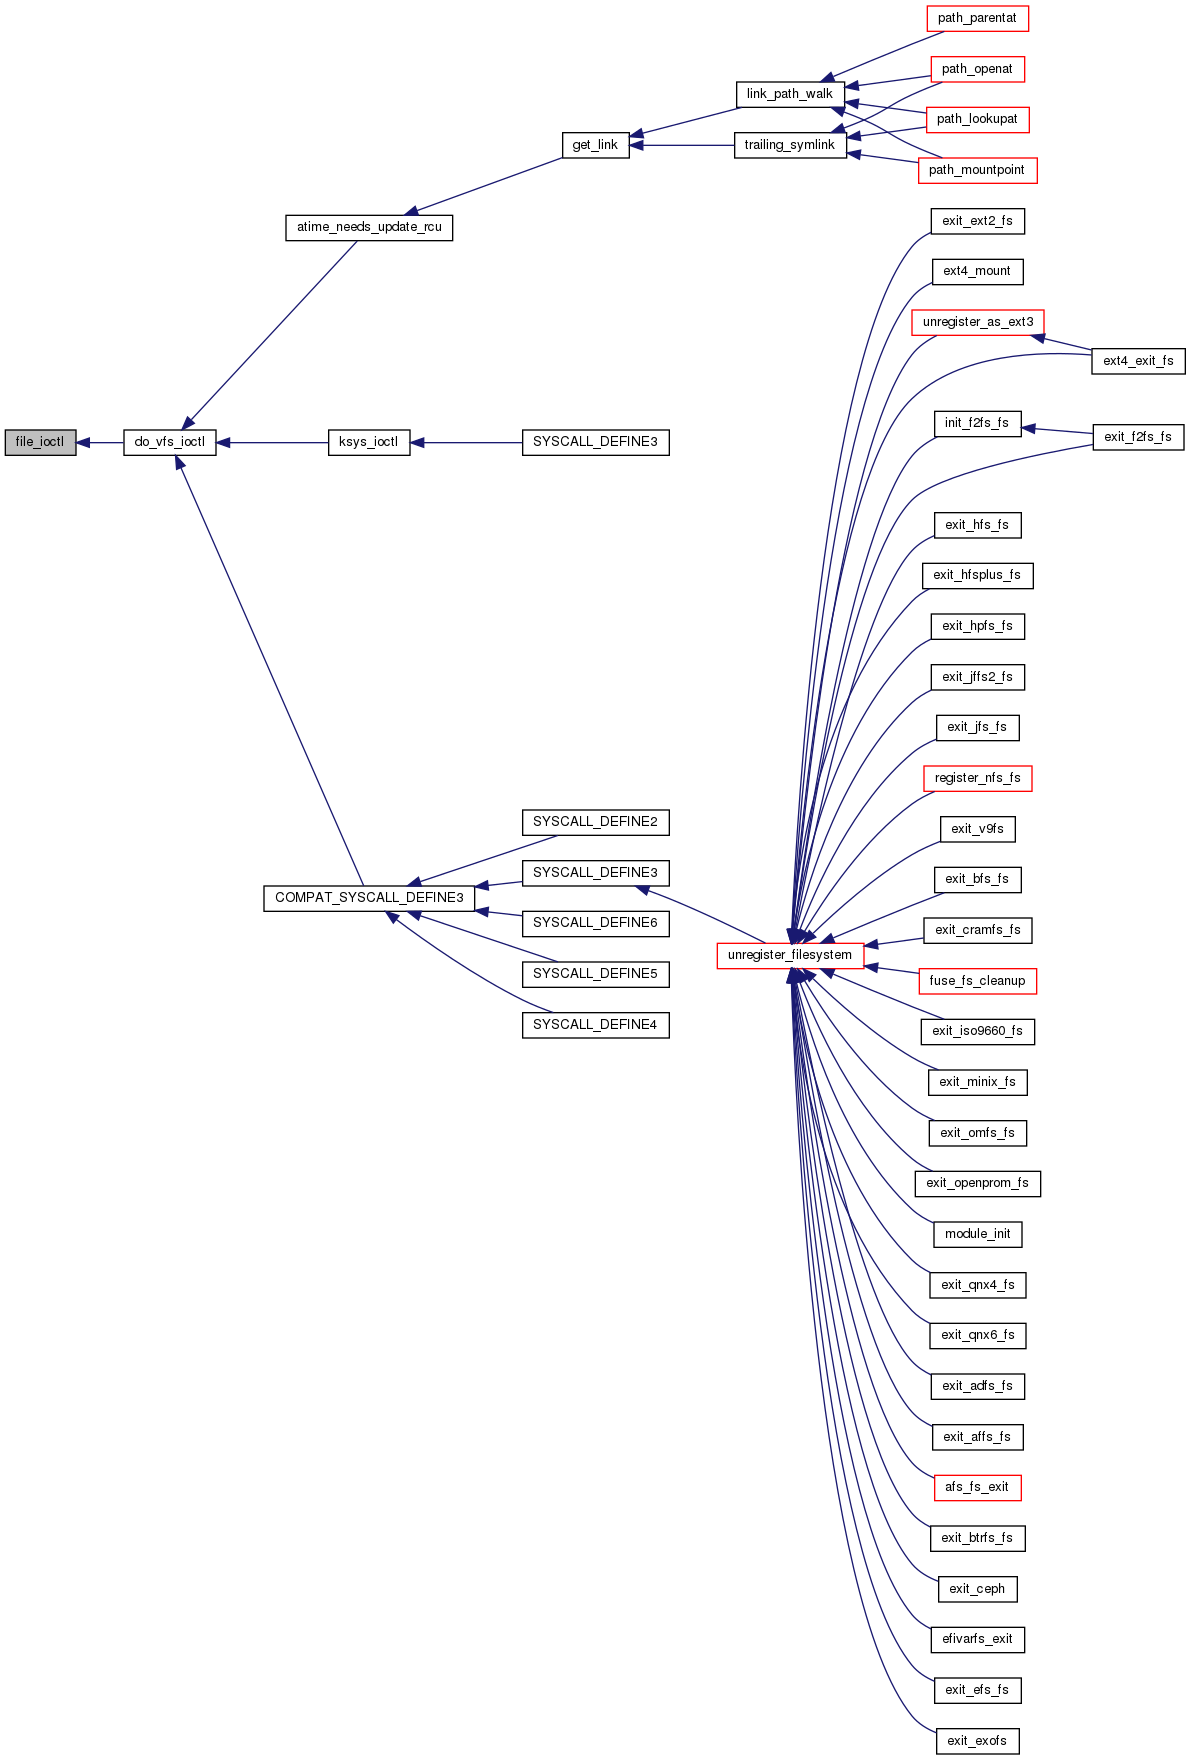 path_parentat
path_openat
link_path_walk
path_lookupat
get_link
trailing_symlink
path_mountpoint
atime_needs_update_rcu
exit_ext2_fs
ext4_mount
unregister_as_ext3
ext4_exit_fs
init_f2fs_fs
exit_f2fs_fs
file_ioctl
do_vfs_ioctl
ksys_ioctl
SYSCALL_DEFINE3
exit_hfs_fs
exit_hfsplus_fs
exit_hpfs_fs
exit_jffs2_fs
exit_jfs_fs
register_nfs_fs
SYSCALL_DEFINE2
exit_v9fs
SYSCALL_DEFINE3
exit_bfs_fs
COMPAT_SYSCALL_DEFINE3
SYSCALL_DEFINE6
exit_cramfs_fs
unregister_filesystem
SYSCALL_DEFINE5
fuse_fs_cleanup
SYSCALL_DEFINE4
exit_iso9660_fs
exit_minix_fs
exit_omfs_fs
exit_openprom_fs
module_init
exit_qnx4_fs
exit_qnx6_fs
exit_adfs_fs
exit_affs_fs
afs_fs_exit
exit_btrfs_fs
exit_ceph
efivarfs_exit
exit_efs_fs
exit_exofs